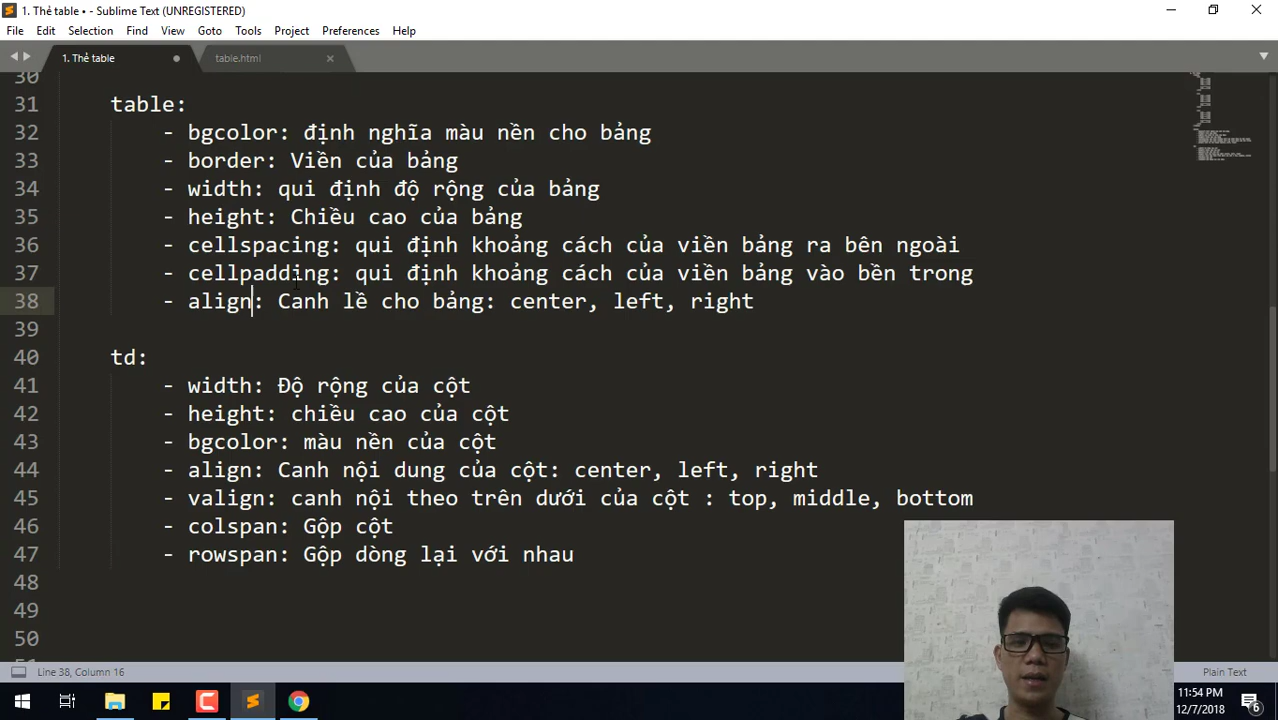 1. Thẻ table • - Sublime Text (UNREGISTERED)
File Edit Selection Find View Goto Tools Project Preferences Help
1. Thẻ table table.html
30
31 table:
32 - bgcolor: định nghĩa màu nền cho bảng
33 - border: Viền của bảng
34 - width: qui định độ rộng của bảng
35 - height: Chiều cao của bảng
36 - cellspacing: qui định khoảng cách của viền bảng ra bên ngoài
37 - cellpadding: qui định khoảng cách của viền bảng vào bền trong
38 - align: Canh lề cho bảng: center, left, right
39
40 td:
41 - width: Độ rộng của cột
42 - height: chiều cao của cột
43 - bgcolor: màu nền của cột
44 - align: Canh nội dung của cột: center, left, right
45 - valign: canh nội theo trên dưới của cột : top, middle, bottom
46 - colspan: Gộp cột
47 - rowspan: Gộp dòng lại với nhau
48
49
50
Line 38, Column 16 Plain Text
11:54 PM
12/7/2018
6